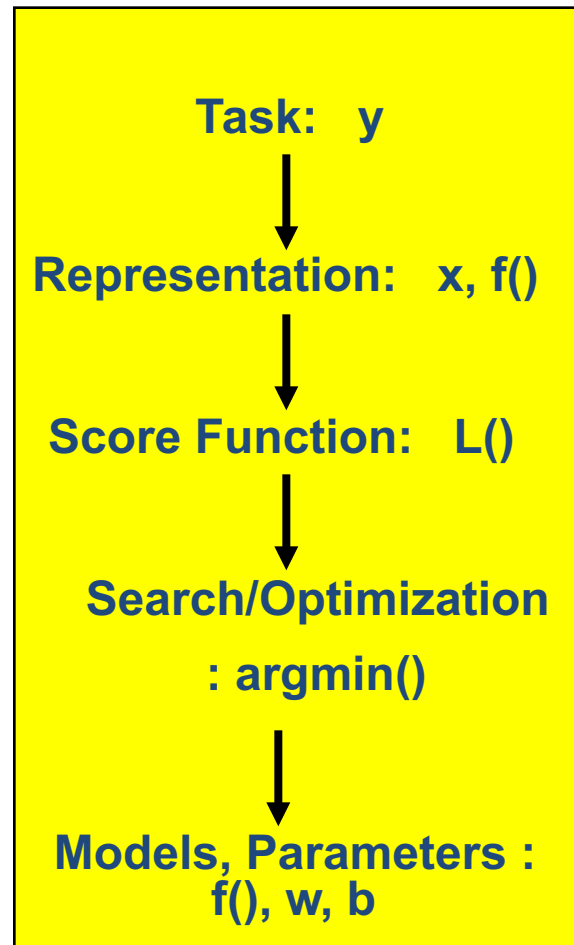 Task: y
Representation: x, f()
Score Function: L()
Search/Optimization
: argmin()
Models, Parameters :
f(), w, b